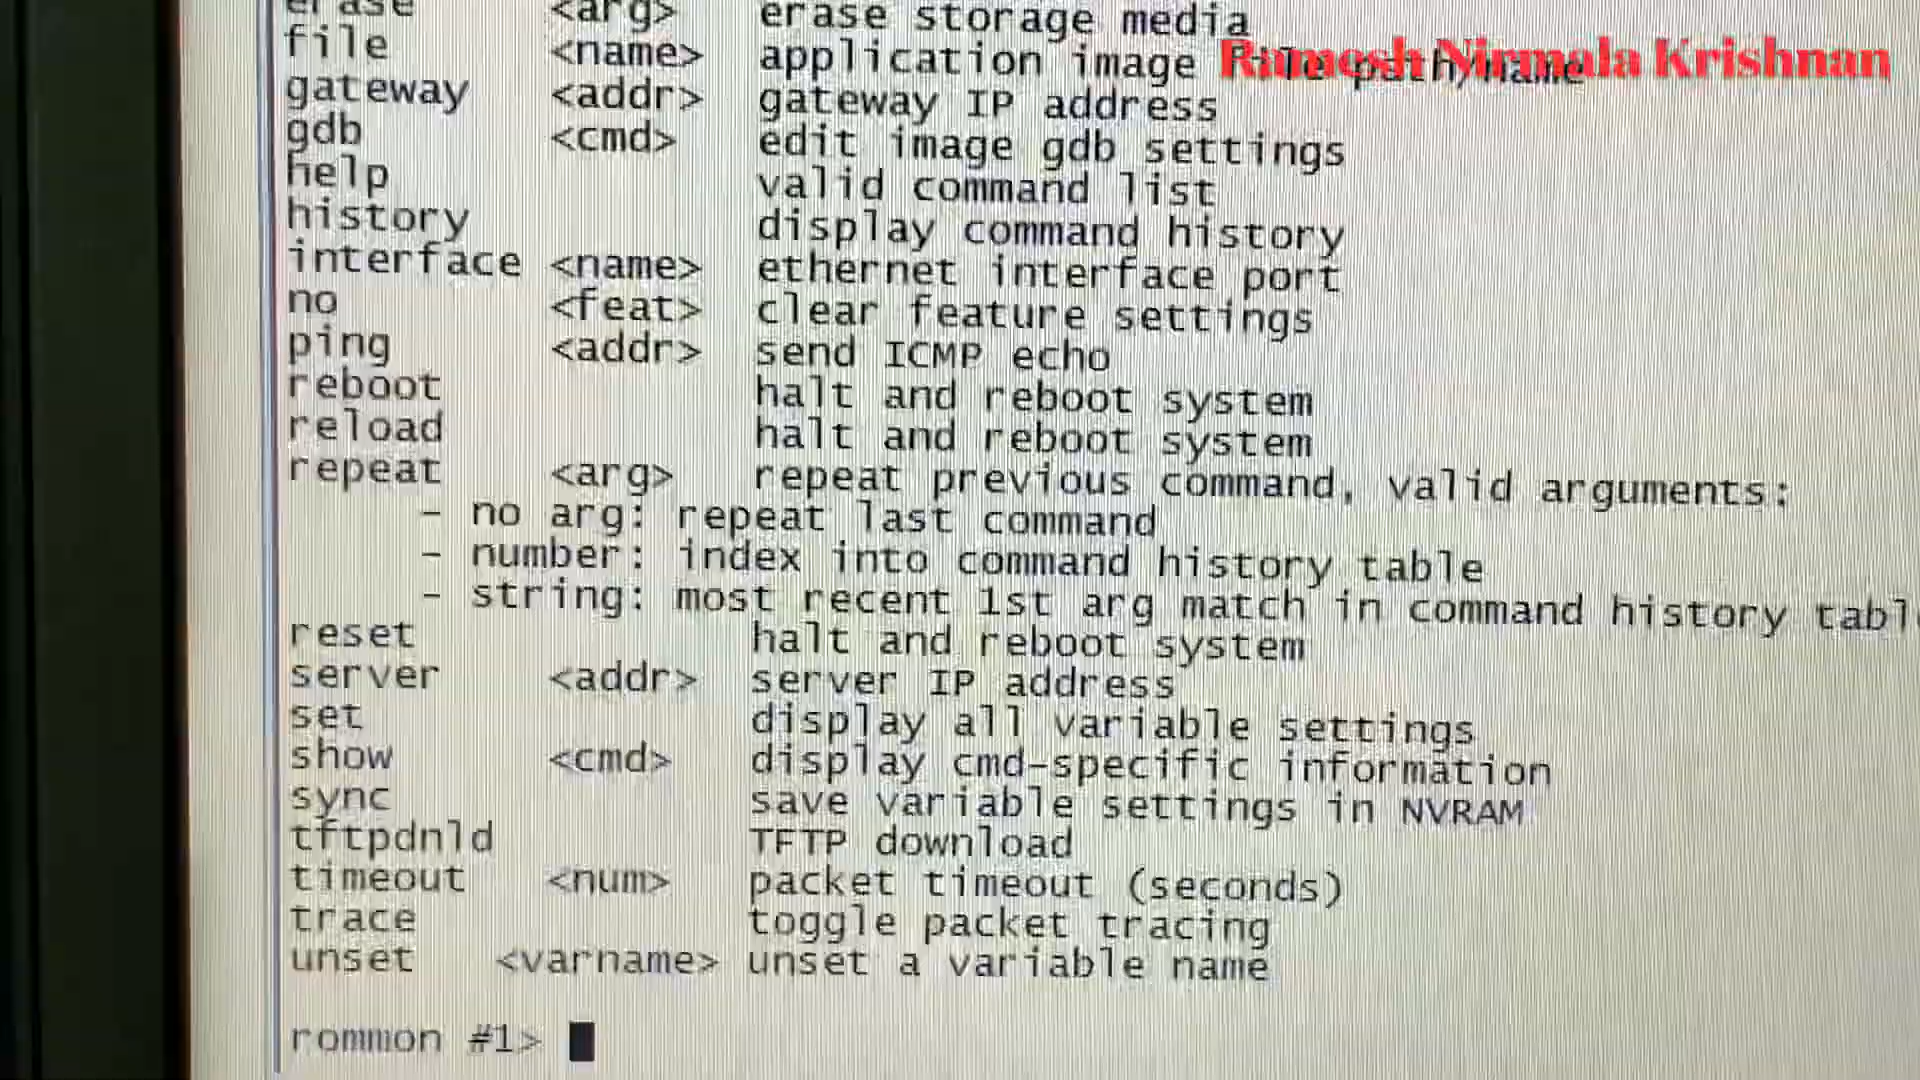 erase <arg> erase storage media
file <name> application image file path/name
Ramesh Nirmala Krishnan
gateway <addr> gateway IP address
gdb <cmd> edit image gdb settings
help valid command list
history display command history
interface <name> ethernet interface port
no <feat> clear feature settings
ping <addr> send ICMP echo
reboot halt and reboot system
reload halt and reboot system
repeat <arg> repeat previous command, valid arguments:
- no arg: repeat last command
- number: index into command history table
- string: most recent 1st arg match in command history tabl
reset halt and reboot system
server <addr> server IP address
set display all variable settings
show <cmd> display cmd-specific information
sync save variable settings in NVRAM
tftpdnld TFTP download
timeout <num> packet timeout (seconds)
trace toggle packet tracing
unset <varname> unset a variable name
rommon #1>